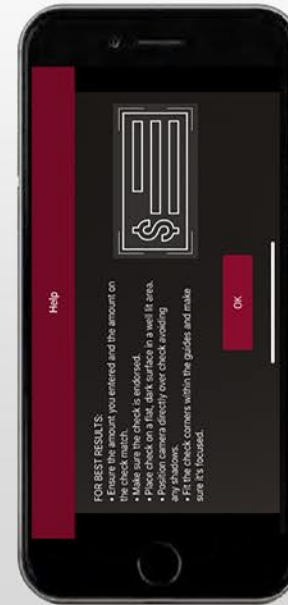 Help
FOR BEST RESULTS:
• Ensure the amount you entered and the amount on
the check match.
• Make sure the check is endorsed.
• Place check on a flat, dark surface in a well lit area.
• Position camera directly over check avoiding
any shadows.
• Fit the check corners within the guides and make
sure it's focused.
$
OK